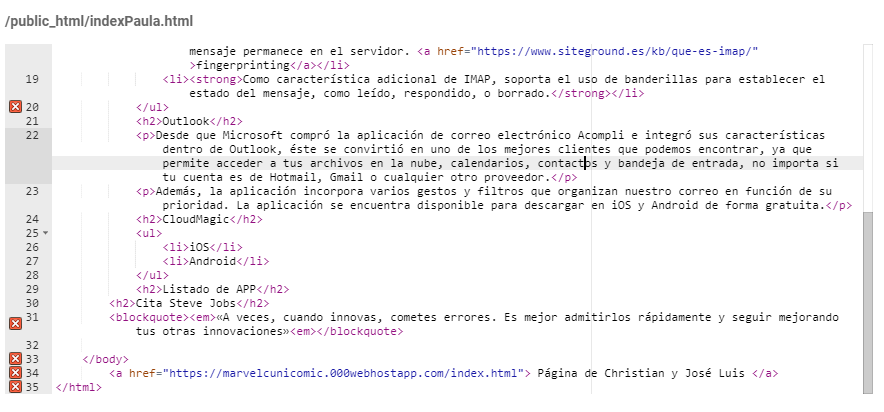 /public_html/indexPaula.html
mensaje permanece en el servidor. <a href="https://www.siteground.es/kb/que-es-imap/"
>fingerprinting</a></li>
19 <li><strong>Como característica adicional de IMAP, soporta el uso de banderillas para establecer el
estado del mensaje, como leído, respondido, o borrado.</strong></li>
20 </ul>
21 <h2>Outlook</h2>
22 <p>Desde que Microsoft compró la aplicación de correo electrónico Acompli e integró sus características
dentro de Outlook, éste se convirtió en uno de los mejores clientes que podemos encontrar, ya que
permite acceder a tus archivos en la nube, calendarios, contactos y bandeja de entrada, no importa si
tu cuenta es de Hotmail, Gmail o cualquier otro proveedor.</p>
23 <p>Además, la aplicación incorpora varios gestos y filtros que organizan nuestro correo en función de su
prioridad. La aplicación se encuentra disponible para descargar en iOS y Android de forma gratuita.</p>
24 <h2>CloudMagic</h2>
25 <ul>
26 <li>iOS</li>
27 <li>Android</li>
28 </ul>
29 <h2>Listado de APP</h2>
30 <h2>Cita Steve Jobs</h2>
31 <blockquote><em>«A veces, cuando innovas, cometes errores. Es mejor admitirlos rápidamente y seguir mejorando
tus otras innovaciones»<em></blockquote>
32
33 </body>
34 <a href="https://marvelcunicomic.000webhostapp.com/index.html"> Página de Christian y José Luis </a>
35 </html>